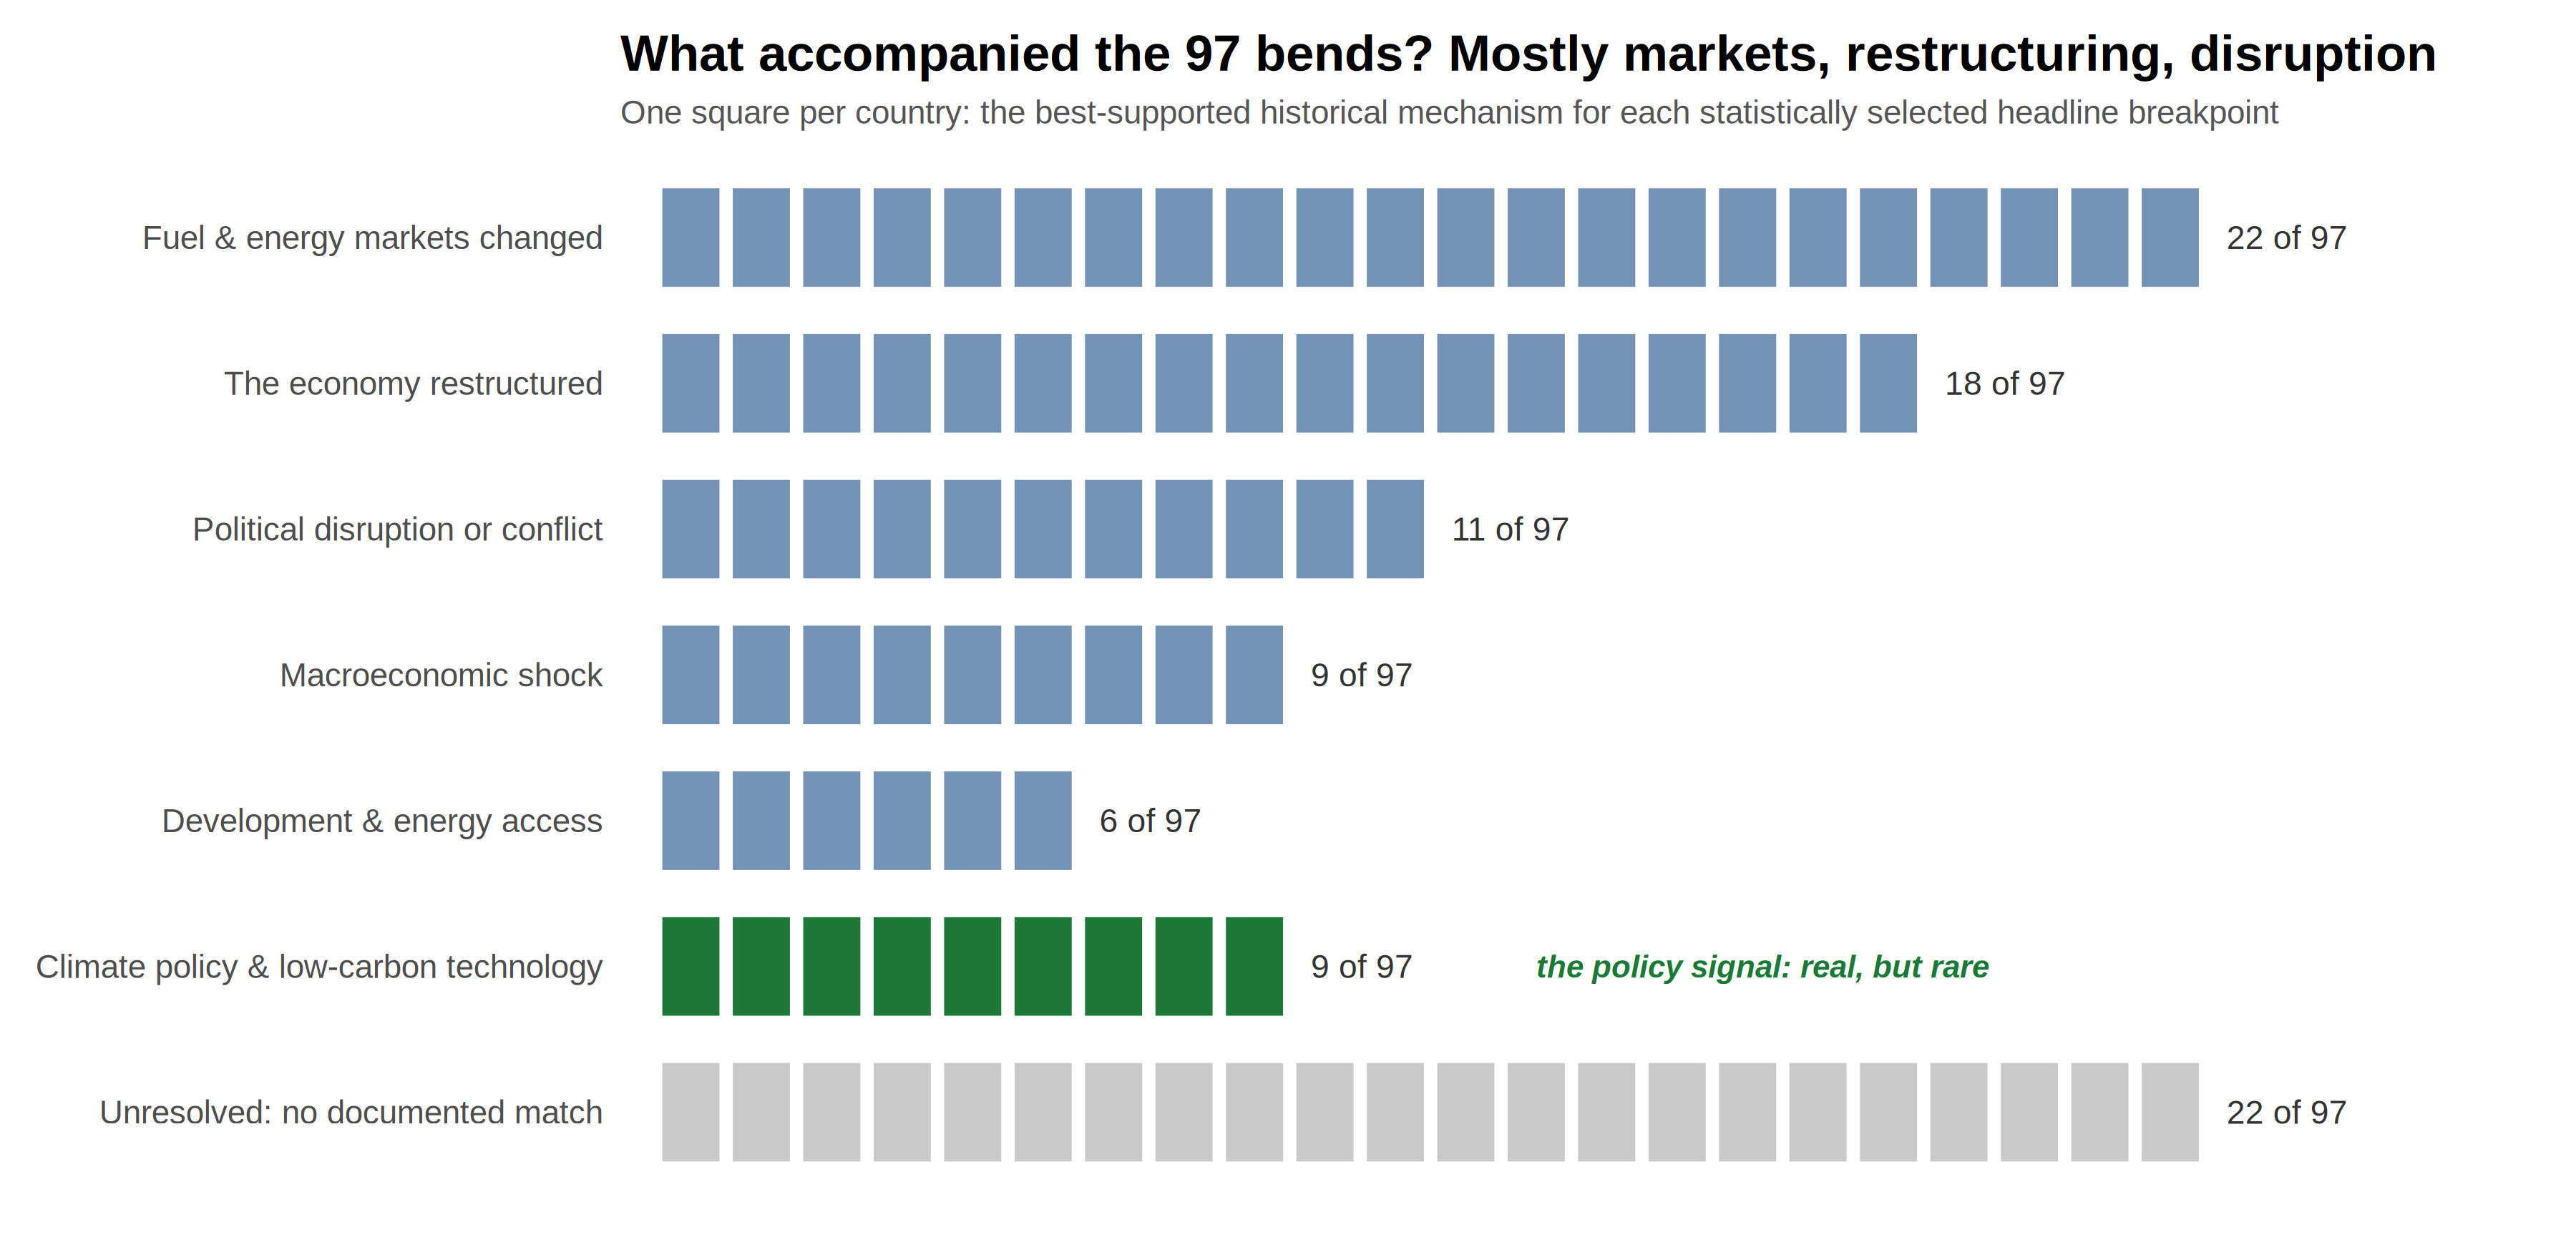 What accompanied the 97 bends? Mostly markets, restructuring, disruption
One square per country: the best-supported historical mechanism for each statistically selected headline breakpoint
Fuel & energy markets changed
22 of 97
The economy restructured
18 of 97
Political disruption or conflict
11 of 97
Macroeconomic shock
9 of 97
Development & energy access
6 of 97
Climate policy & low-carbon technology
9 of 97
the policy signal: real, but rare
Unresolved: no documented match
22 of 97